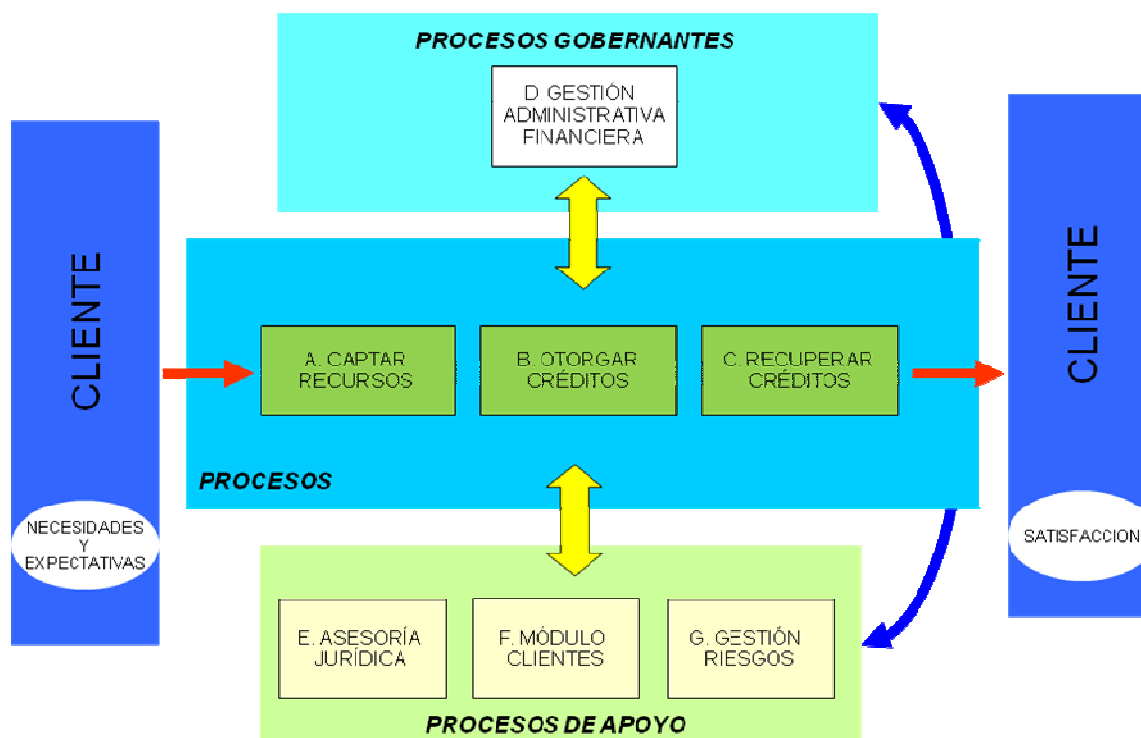 PROCESOS GOBERNANTES
D. GESTIÓN
ADMINISTRATIVA
FINANCIERA
CLIENTE
NECESIDADES
Y
EXPECTATIVAS
A. CAPTAR
RECURSOS
B. OTORGAR
CRÉDITOS
C. RECUPERAR
CRÉDITOS
PROCESOS
CLIENTE
SATISFACCION
E. ASESORÍA
JURÍDICA
F. MÓDULO
CLIENTES
G. GESTIÓN
RIESGOS
PROCESOS DE APOYO